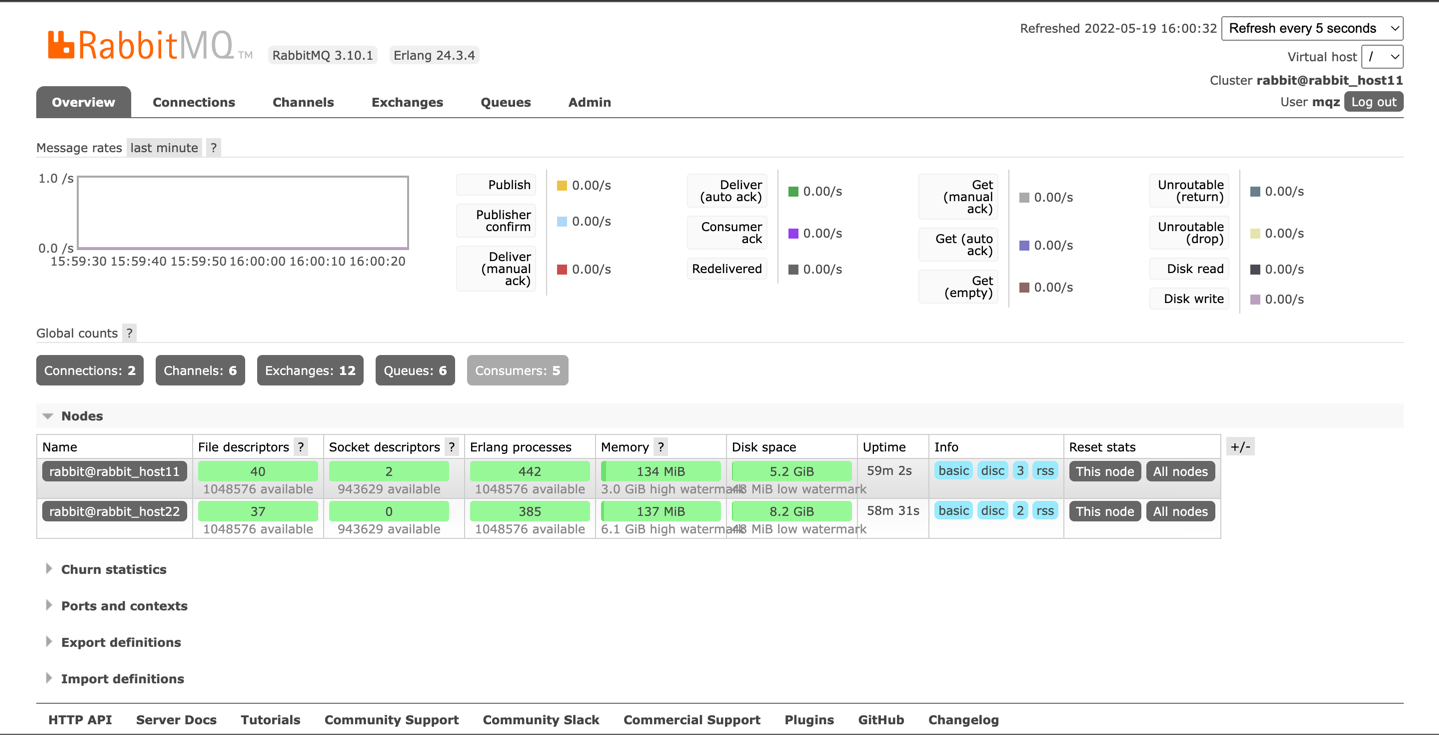 RabbitMQ TM RabbitMQ 3.10.1 Erlang 24.3.4
Refreshed 2022-05-19 16:00:32 Refresh every 5 seconds
Virtual host /
Cluster rabbit@rabbit_host11
User mqz Log out
Overview Connections Channels Exchanges Queues Admin
Message rates last minute ?
1.0 /s
0.0 /s
15:59:30 15:59:40 15:59:50 16:00:00 16:00:10 16:00:20
Publish 0.00/s
Publisher
confirm 0.00/s
Deliver
(manual
ack) 0.00/s
Deliver
(auto ack) 0.00/s
Consumer
ack 0.00/s
Redelivered 0.00/s
Get
(manual
ack) 0.00/s
Get (auto
ack) 0.00/s
Get
(empty) 0.00/s
Unroutable
(return) 0.00/s
Unroutable
(drop) 0.00/s
Disk read 0.00/s
Disk write 0.00/s
Global counts ?
Connections: 2 Channels: 6 Exchanges: 12 Queues: 6 Consumers: 5
Nodes
Name File descriptors ? Socket descriptors ? Erlang processes Memory ? Disk space Uptime Info Reset stats +/-
rabbit@rabbit_host11 40 2 442 134 MiB 5.2 GiB 59m 2s basic disc 3 rss This node All nodes
1048576 available 943629 available 1048576 available 3.0 GiB high watermark 48 MiB low watermark
rabbit@rabbit_host22 37 0 385 137 MiB 8.2 GiB 58m 31s basic disc 2 rss This node All nodes
1048576 available 943629 available 1048576 available 6.1 GiB high watermark 48 MiB low watermark
Churn statistics
Ports and contexts
Export definitions
Import definitions
HTTP API Server Docs Tutorials Community Support Community Slack Commercial Support Plugins GitHub Changelog